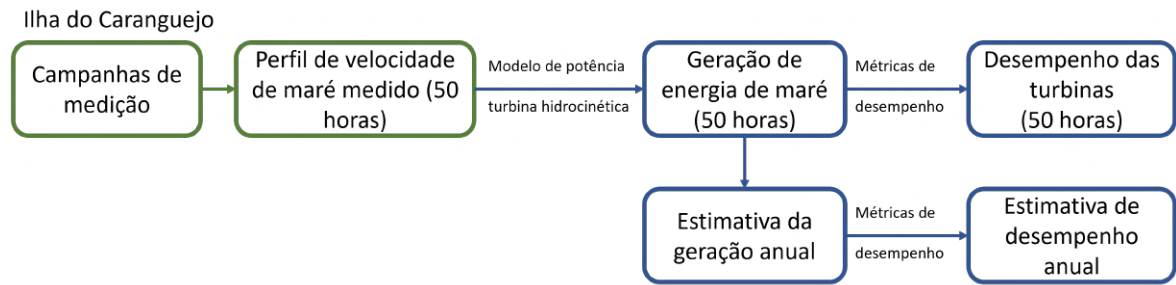 Ilha do Caranguejo
Campanhas de
medição
Perfil de velocidade
de maré medido (50
horas)
Modelo de potência
turbina hidrocinética
Geração de
energia de maré
(50 horas)
Métricas de
desempenho
Desempenho das
turbinas
(50 horas)
Estimativa da
geração anual
Métricas de
desempenho
Estimativa de
desempenho
anual